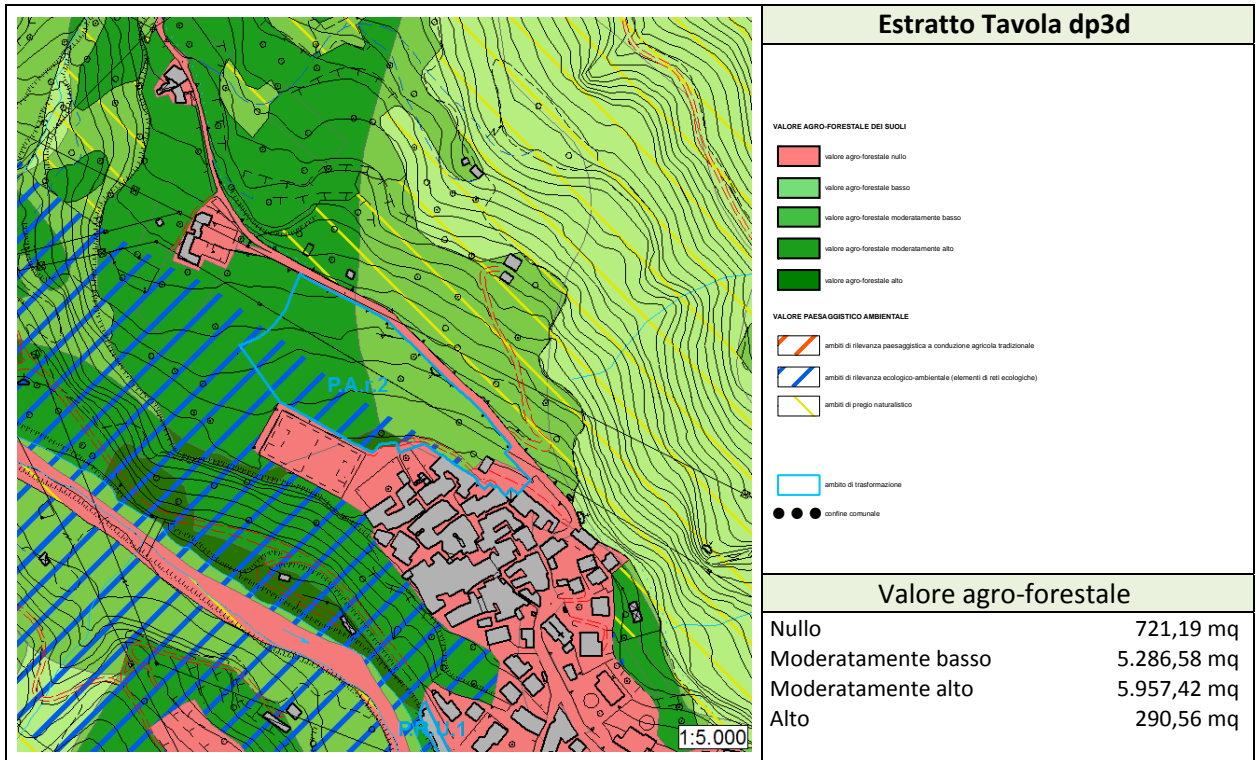 Estratto Tavola dp3d
VALORE AGRO-FORESTALE DEI SUOLI
valore agro-forestale nullo
valore agro-forestale basso
valore agro-forestale moderatamente basso
valore agro-forestale moderatamente alto
valore agro-forestale alto
VALORE PAESAGGISTICO AMBIENTALE
ambiti di rilevanza paesaggistica a conduzione agricola tradizionale
ambiti di rilevanza ecologico-ambientale (elementi di reti ecologiche)
ambiti di pregio naturalistico
ambito di trasformazione
confine comunale
P.A.r.2
1:5.000
Valore agro-forestale
Nullo 721,19 mq
Moderatamente basso 5.286,58 mq
Moderatamente alto 5.957,42 mq
Alto 290,56 mq